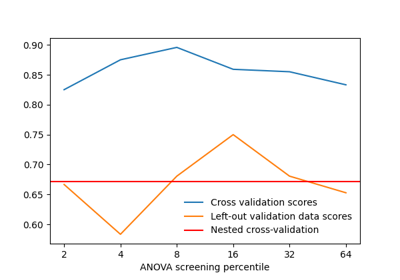 0.90
0.85
0.80
0.75
0.70
0.65
0.60
Cross validation scores
Left-out validation data scores
Nested cross-validation
2 4 8 16 32 64
ANOVA screening percentile